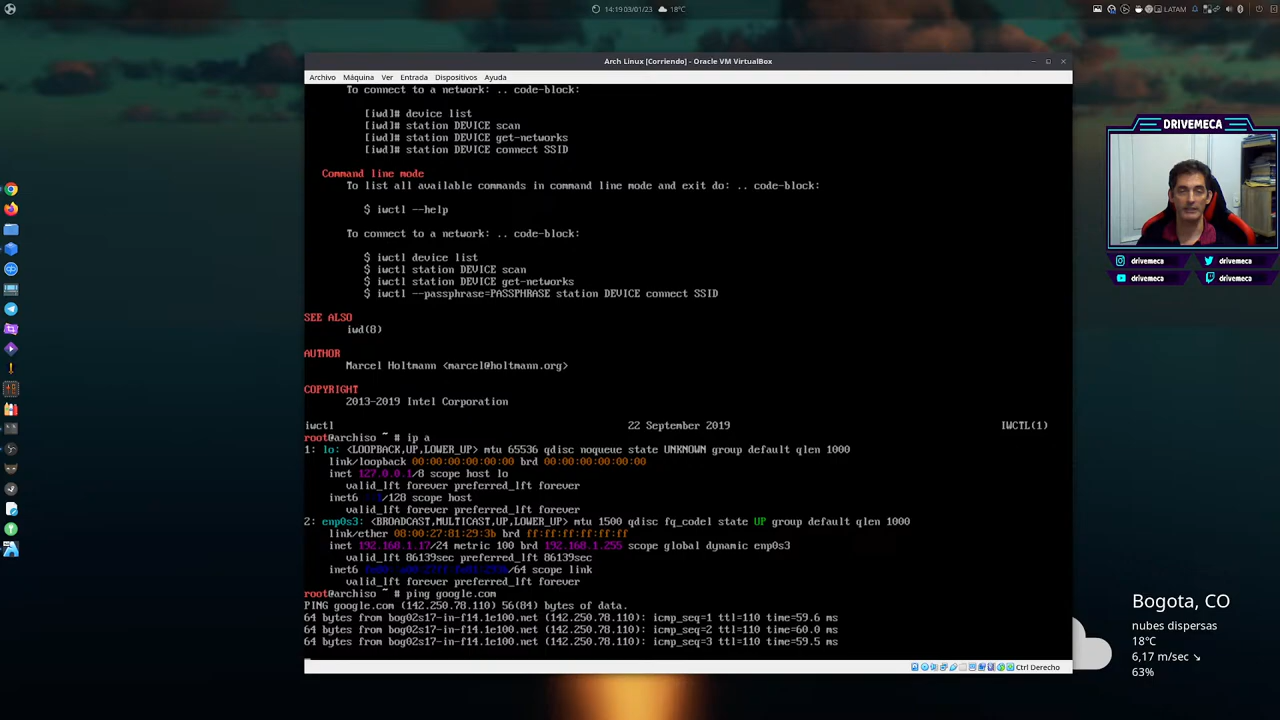 14:19 03/01/23 18°C
LATAM
Arch Linux [Corriendo] - Oracle VM VirtualBox
Archivo Máquina Ver Entrada Dispositivos Ayuda
To connect to a network: .. code-block:
[iwd]# device list
[iwd]# station DEVICE scan
[iwd]# station DEVICE get-networks
[iwd]# station DEVICE connect SSID
Command line mode
To list all available commands in command line mode and exit do: .. code-block:
$ iwctl --help
To connect to a network: .. code-block:
$ iwctl device list
$ iwctl station DEVICE scan
$ iwctl station DEVICE get-networks
$ iwctl --passphrase=PASSPHRASE station DEVICE connect SSID
SEE ALSO
iwd(8)
AUTHOR
Marcel Holtmann <marcel@holtmann.org>
COPYRIGHT
2013-2019 Intel Corporation
iwctl 22 September 2019 IWCTL(1)
root@archiso ~ # ip a
1: lo: <LOOPBACK,UP,LOWER_UP> mtu 65536 qdisc noqueue state UNKNOWN group default qlen 1000
link/loopback 00:00:00:00:00:00 brd 00:00:00:00:00:00
inet 127.0.0.1/8 scope host lo
valid_lft forever preferred_lft forever
inet6 ::1/128 scope host
valid_lft forever preferred_lft forever
2: enp0s3: <BROADCAST,MULTICAST,UP,LOWER_UP> mtu 1500 qdisc fq_codel state UP group default qlen 1000
link/ether 08:00:27:81:29:3b brd ff:ff:ff:ff:ff:ff
inet 192.168.1.17/24 metric 100 brd 192.168.1.255 scope global dynamic enp0s3
valid_lft 86139sec preferred_lft 86139sec
inet6 /64 scope link
valid_lft forever preferred_lft forever
root@archiso ~ # ping google.com
PING google.com (142.250.78.110) 56(84) bytes of data.
64 bytes from bog02s17-in-f14.1e100.net (142.250.78.110): icmp_seq=1 ttl=110 time=59.6 ms
64 bytes from bog02s17-in-f14.1e100.net (142.250.78.110): icmp_seq=2 ttl=110 time=60.0 ms
64 bytes from bog02s17-in-f14.1e100.net (142.250.78.110): icmp_seq=3 ttl=110 time=59.5 ms
Ctrl Derecho
DRIVEMECA
drivemeca drivemeca
drivemeca drivemeca
Bogota, CO
nubes dispersas
18°C
6,17 m/sec ↘
63%